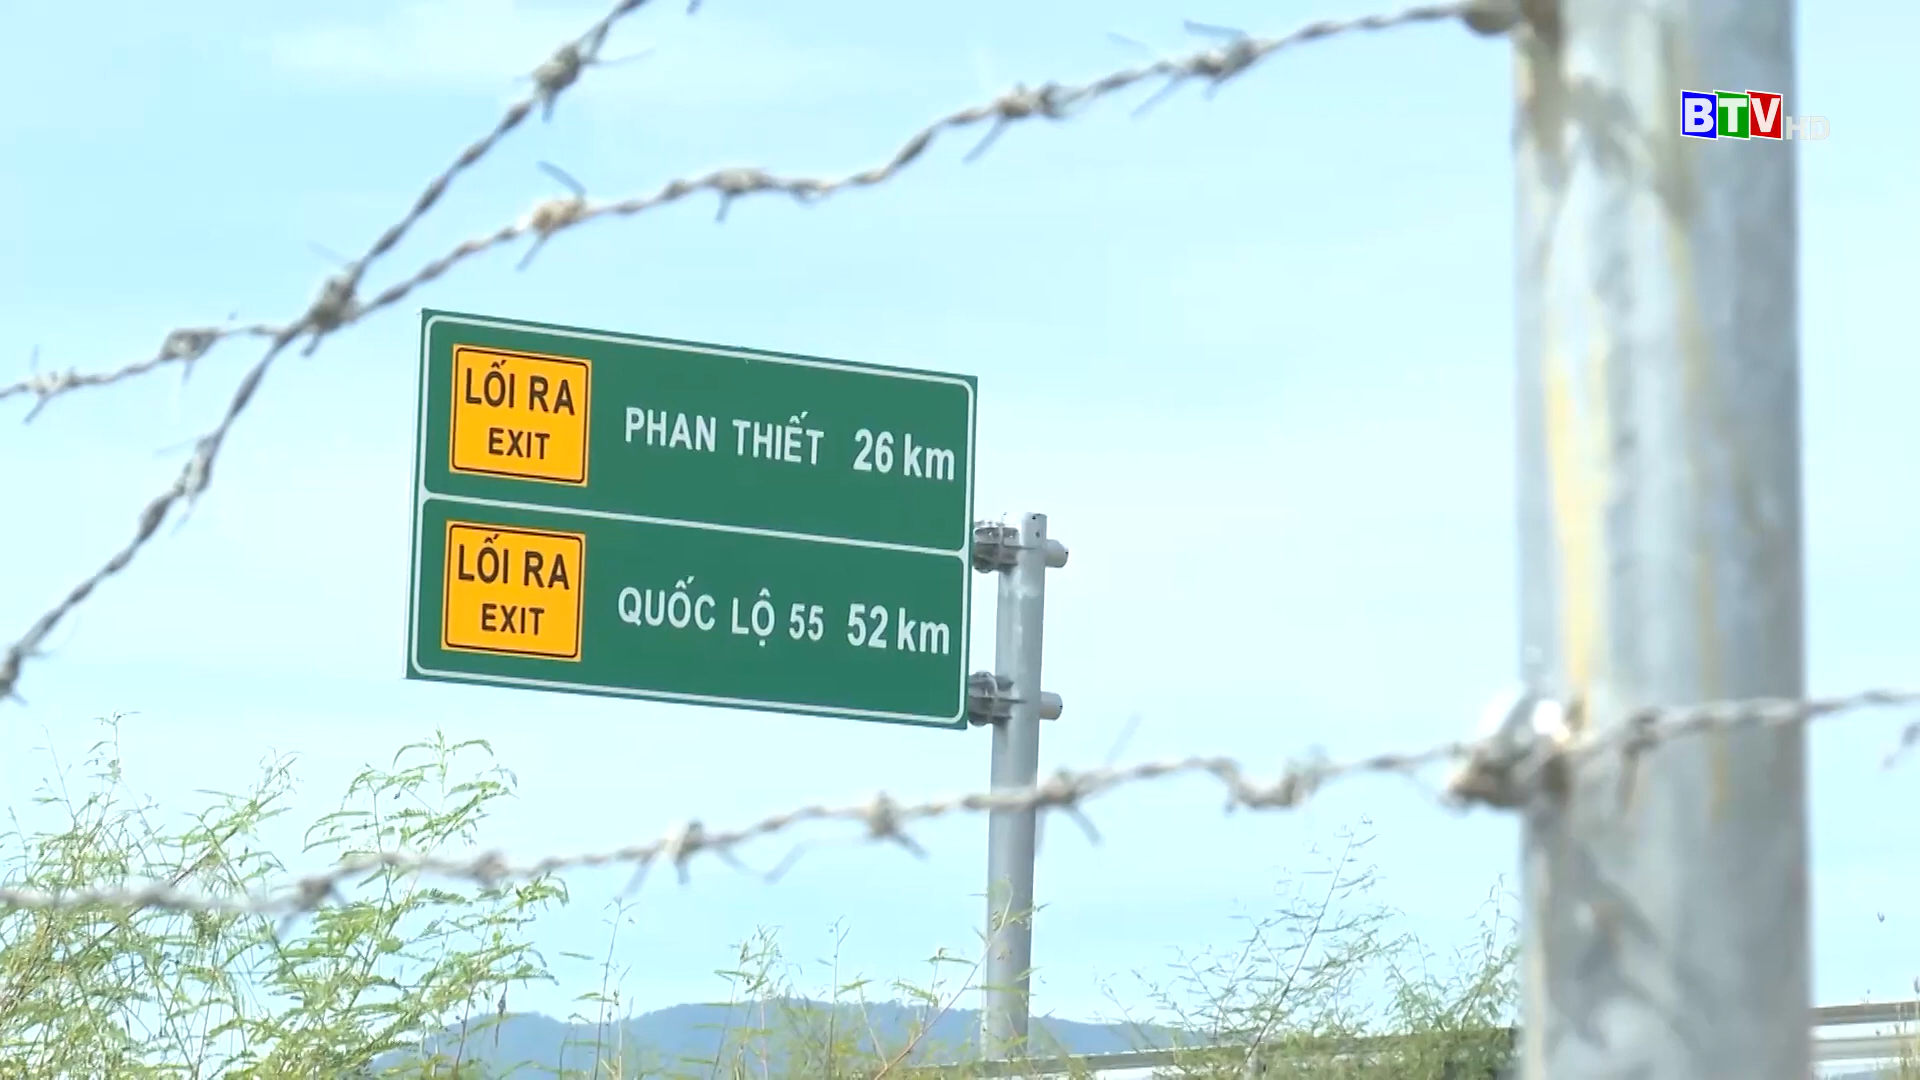 BTV HD
LỐI RA
EXIT
PHAN THIẾT 26 km
LỐI RA
EXIT
QUỐC LỘ 55 52 km